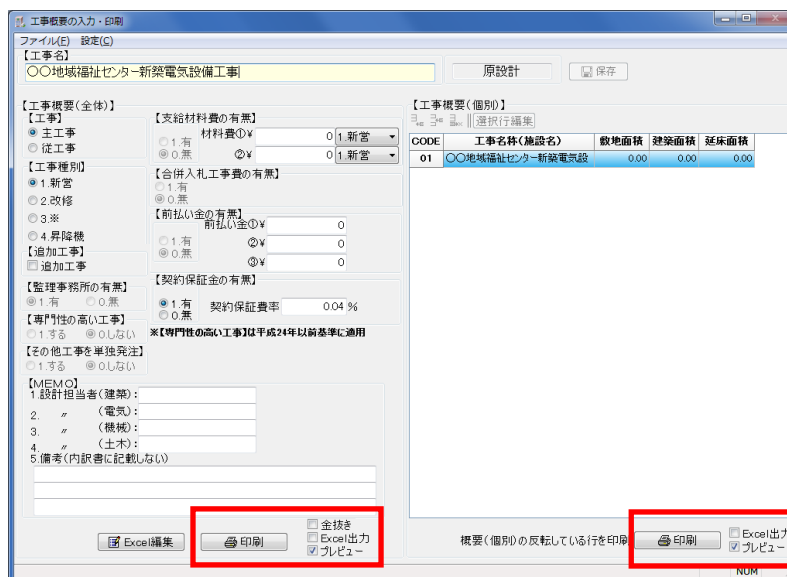 工事概要の入力・印刷
ファイル(F) 設定(C)
【工事名】
〇〇地域福祉センター新築電気設備工事
原設計
保存
【工事概要(全体)】
【工事】
主工事
従工事
【工事種別】
1.新営
2.改修
3.※
4.昇降機
【追加工事】
追加工事
【監理事務所の有無】
1.有 0.無
【専門性の高い工事】
1.する 0.しない
【その他工事を単独発注】
1.する 0.しない
【支給材料費の有無】
1.有
0.無
材料費①¥ 0 1.新営
②¥ 0 1.新営
【合併入札工事費の有無】
1.有
0.無
【前払い金の有無】
1.有
0.無
前払い金①¥ 0
②¥ 0
③¥ 0
【契約保証金の有無】
1.有
0.無
契約保証費率 0.04 %
※【専門性の高い工事】は平成24年以前基準に適用
【MEMO】
1.設計担当者(建築):
2. 〃 (電気):
3. 〃 (機械):
4. 〃 (土木):
5.備考(内訳書に記載しない)
Excel編集
印刷
金抜き
Excel出力
プレビュー
【工事概要(個別)】
選択行編集
CODE 工事名称(施設名) 敷地面積 建築面積 延床面積
01 〇〇地域福祉センター新築電気設 0.00 0.00 0.00
概要(個別)の反転している行を印刷
印刷
Excel出力
プレビュー
NUM